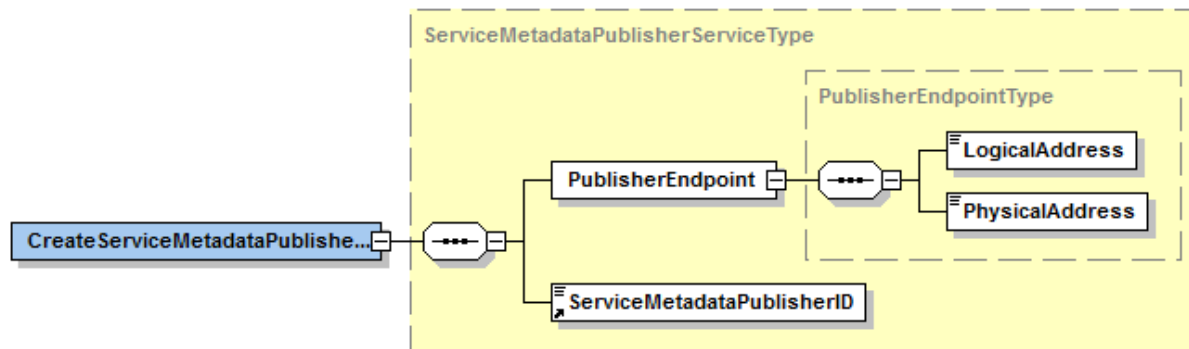 ServiceMetadataPublisherServiceType
PublisherEndpointType
LogicalAddress
PublisherEndpoint
PhysicalAddress
CreateServiceMetadataPublishe...
ServiceMetadataPublisherID